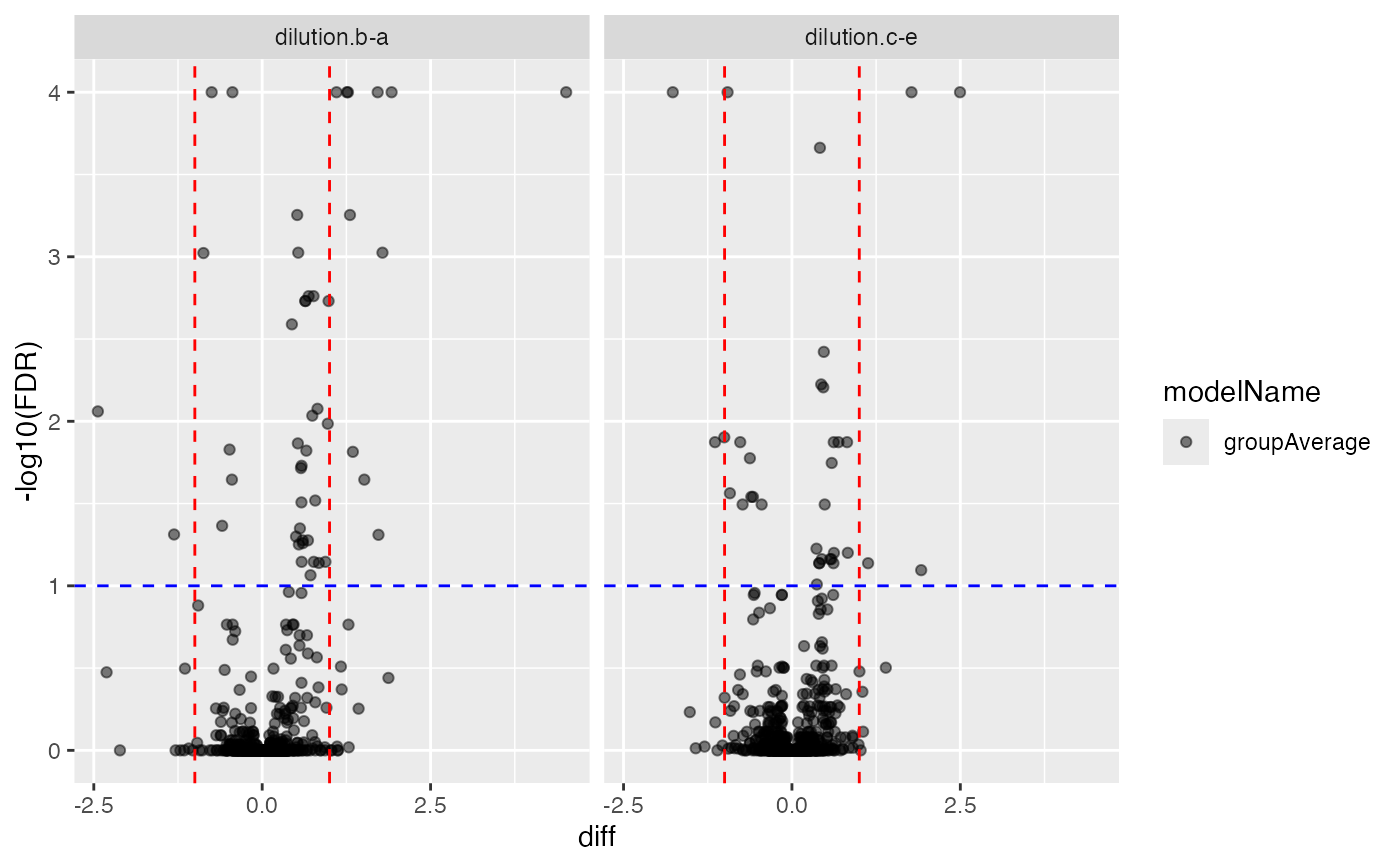 dilution.b-a
dilution.c-e
4
3
2
1
0
-log10(FDR)
-2.5 0.0 2.5
-2.5 0.0 2.5
diff
modelName
groupAverage